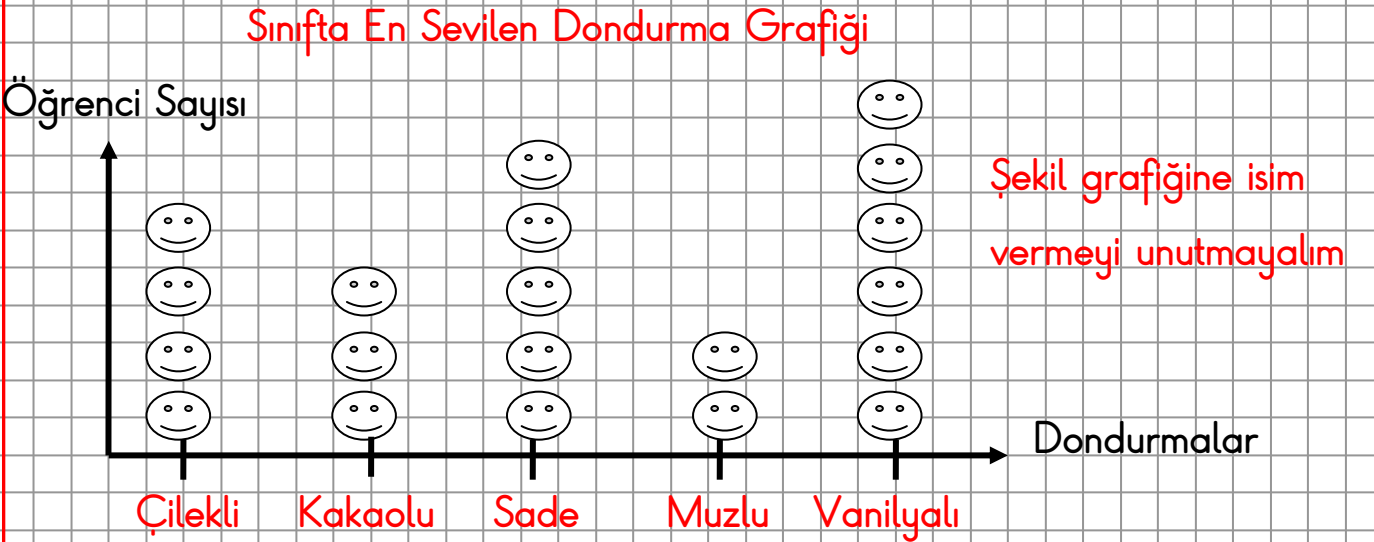 Sınıfta En Sevilen Dondurma Grafiği
Öğrenci Sayısı
Şekil grafiğine isim
vermeyi unutmayalım
Dondurmalar
Çilekli Kakaolu Sade Muzlu Vanilyalı